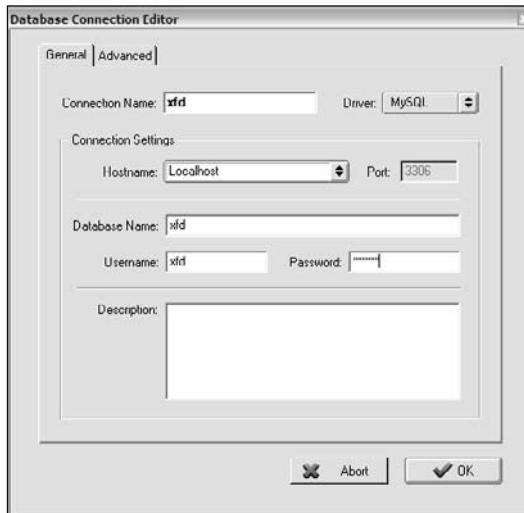 Database Connection Editor
General Advanced
Connection Name: xfd Driver: MySQL
Connection Settings
Hostname: Localhost Port: 3306
Database Name: xfd
Username: xfd Password: ********
Description:
Abort OK